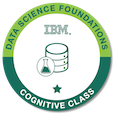 DATA SCIENCE FOUNDATIONS
IBM.
COGNITIVE CLASS